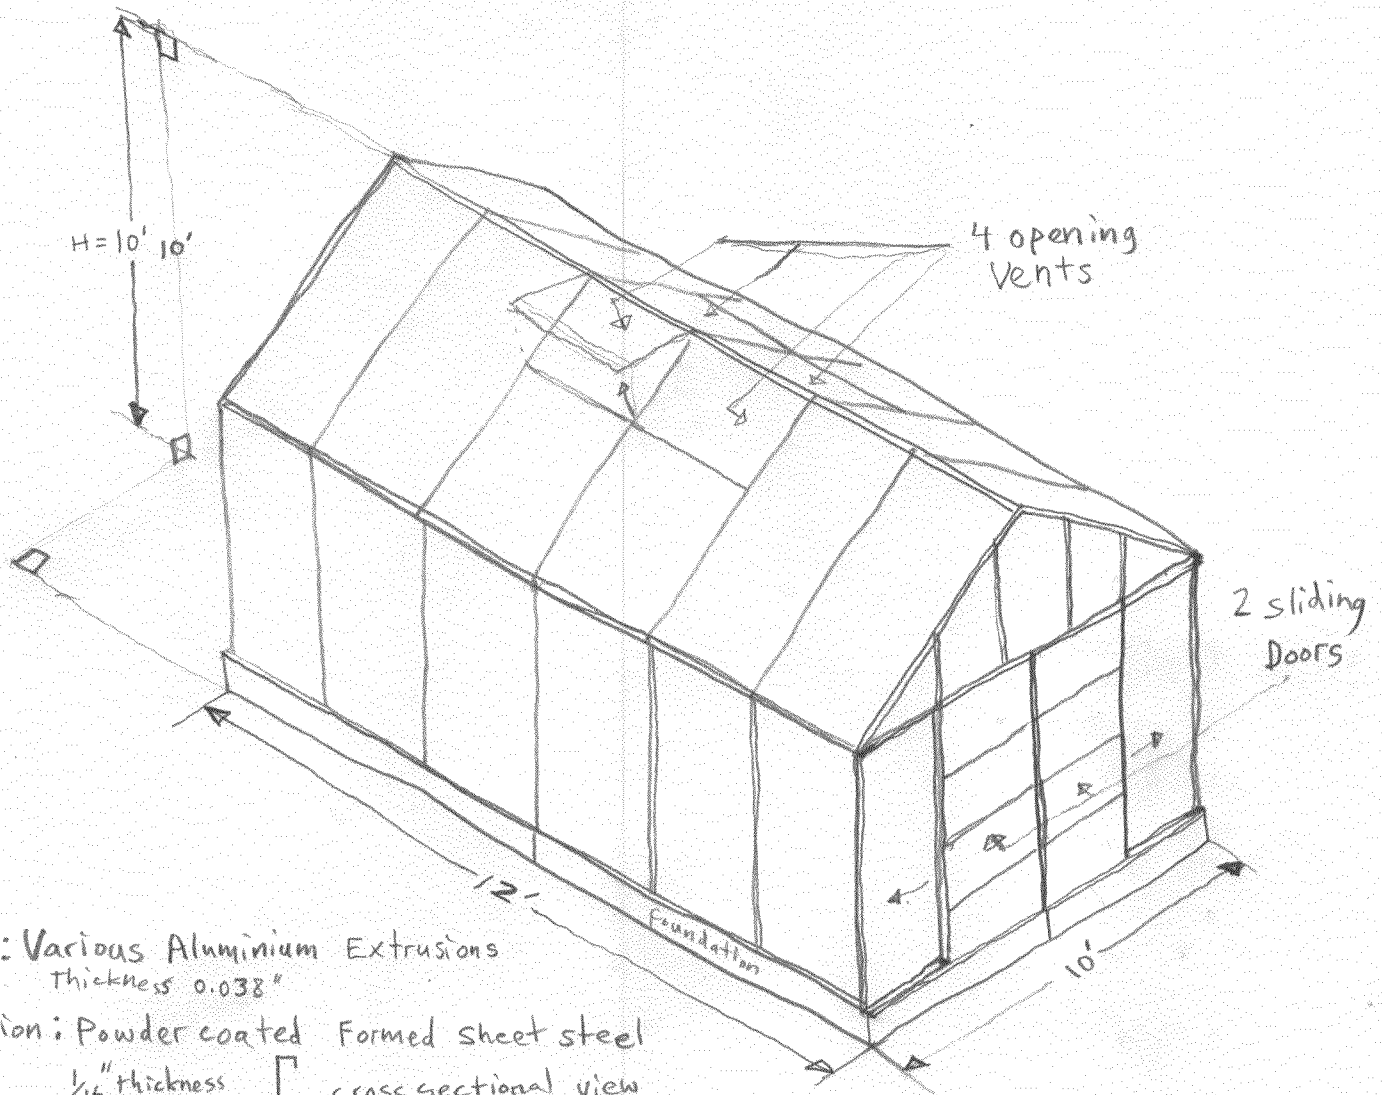 H=10' 10'
4 opening
Vents
2 sliding
Doors
12'
Foundation
10'
: Various Aluminium Extrusions
Thickness 0.038"
ion: Powder coated Formed sheet steel
1/16" thickness
cross sectional view